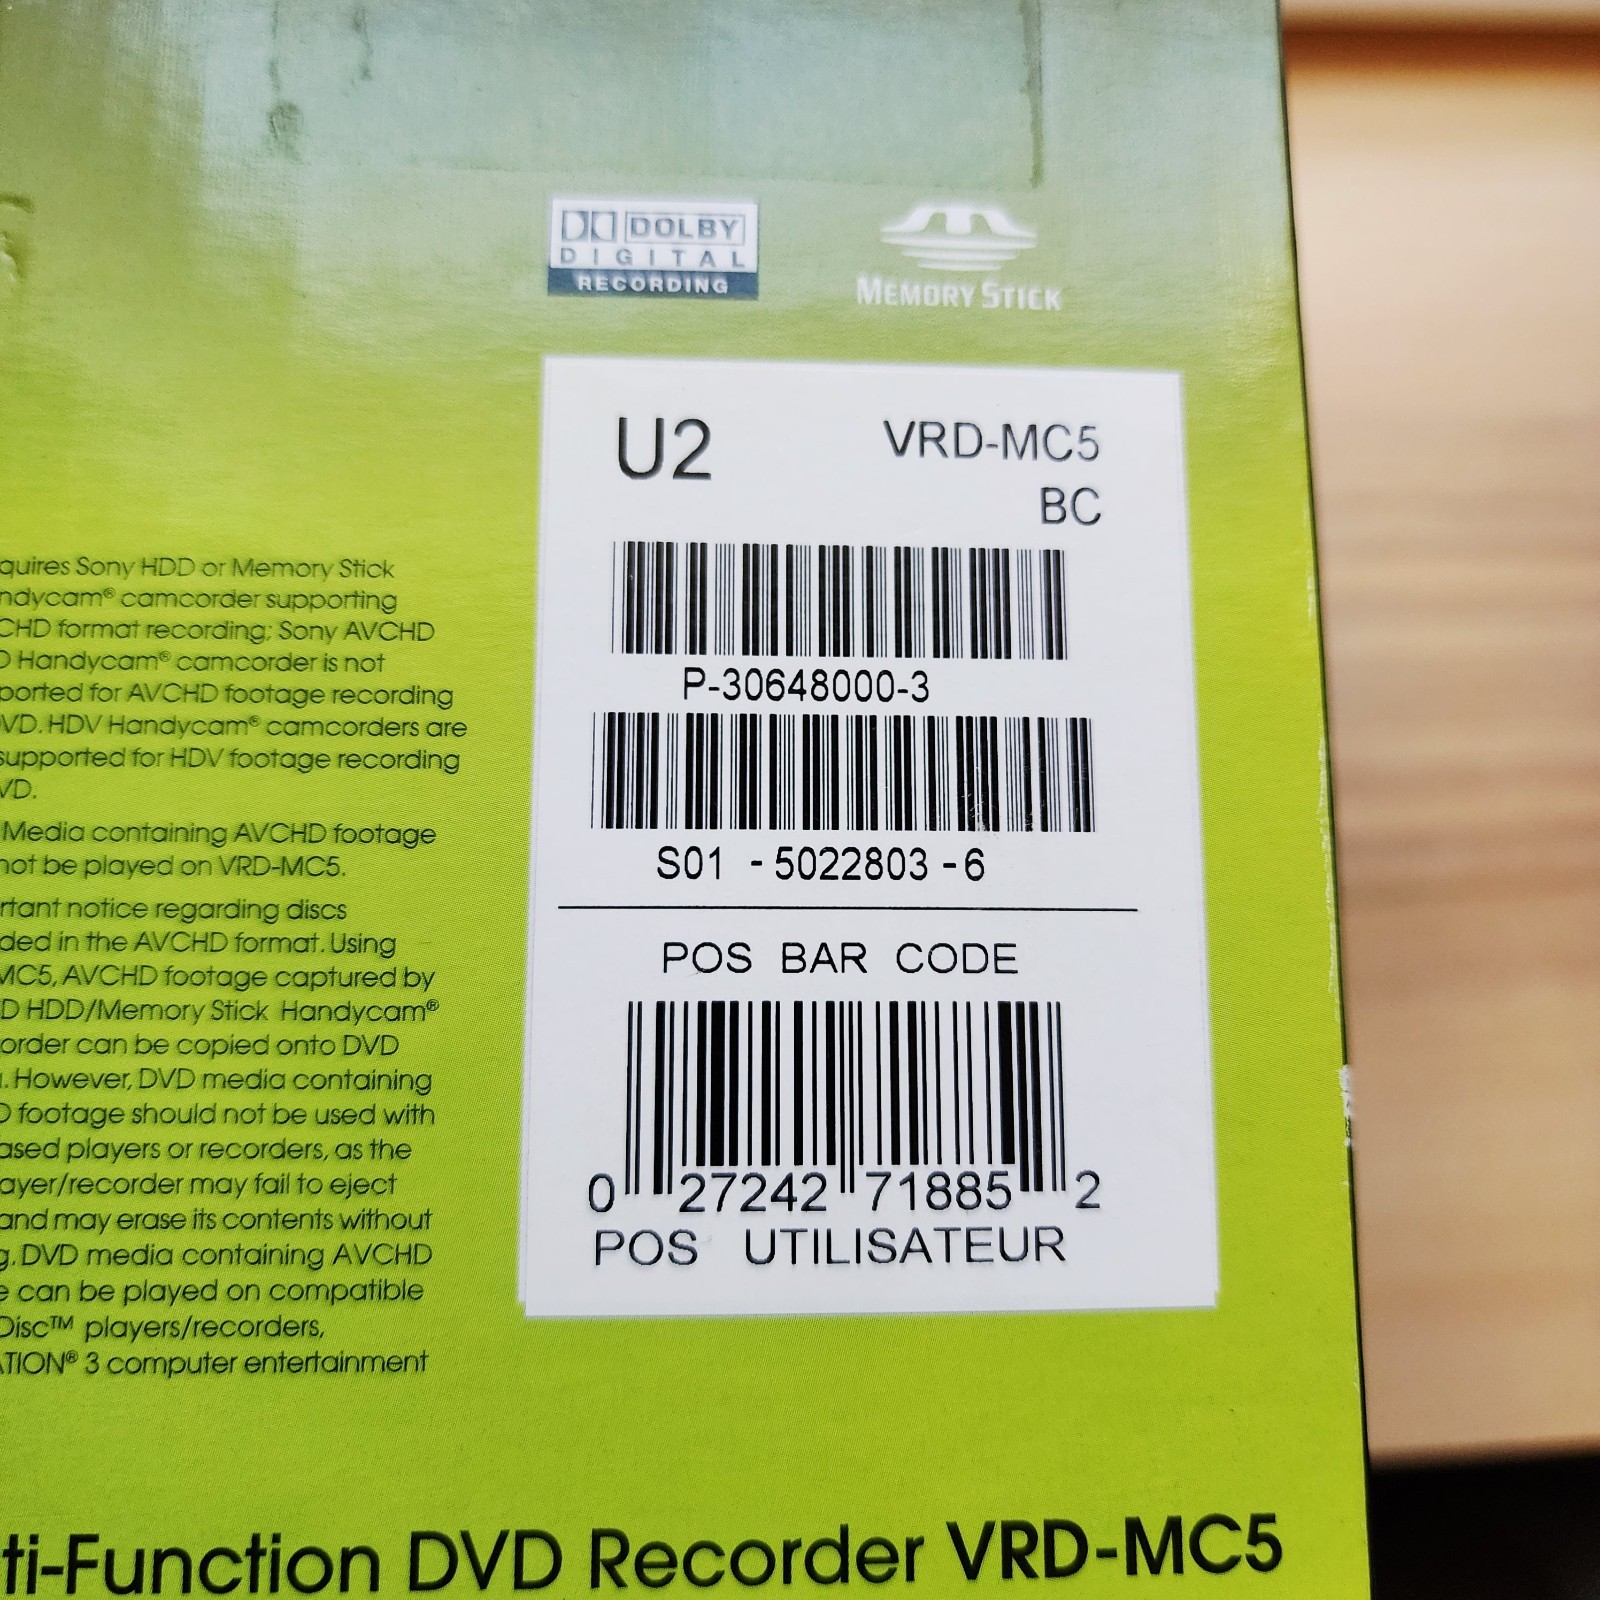 DOLBY
DIGITAL
RECORDING
MEMORY STICK
U2 VRD-MC5
BC
P-30648000-3
S01 - 5022803 - 6
POS BAR CODE
0 27242 71885 2
POS UTILISATEUR
quires Sony HDD or Memory Stick
ndycam® camcorder supporting
CHD format recording; Sony AVCHD
D Handycam® camcorder is not
ported for AVCHD footage recording
VD. HDV Handycam® camcorders are
supported for HDV footage recording
VD.
Media containing AVCHD footage
not be played on VRD-MC5.
rtant notice regarding discs
ded in the AVCHD format. Using
MC5, AVCHD footage captured by
D HDD/Memory Stick Handycam®
order can be copied onto DVD
. However, DVD media containing
D footage should not be used with
ased players or recorders, as the
ayer/recorder may fail to eject
and may erase its contents without
g. DVD media containing AVCHD
e can be played on compatible
Disc™ players/recorders,
ATION® 3 computer entertainment
ti-Function DVD Recorder VRD-MC5